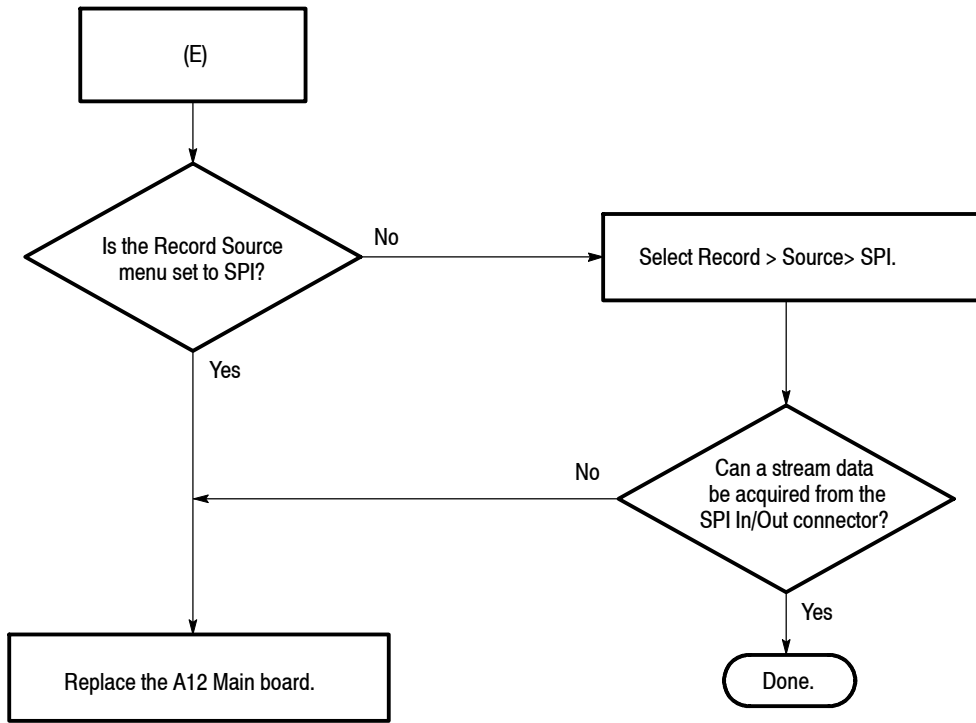 (E)
Is the Record Source
menu set to SPI?
No
Select Record > Source> SPI.
Yes
Can a stream data
be acquired from the
SPI In/Out connector?
No
Yes
Replace the A12 Main board.
Done.